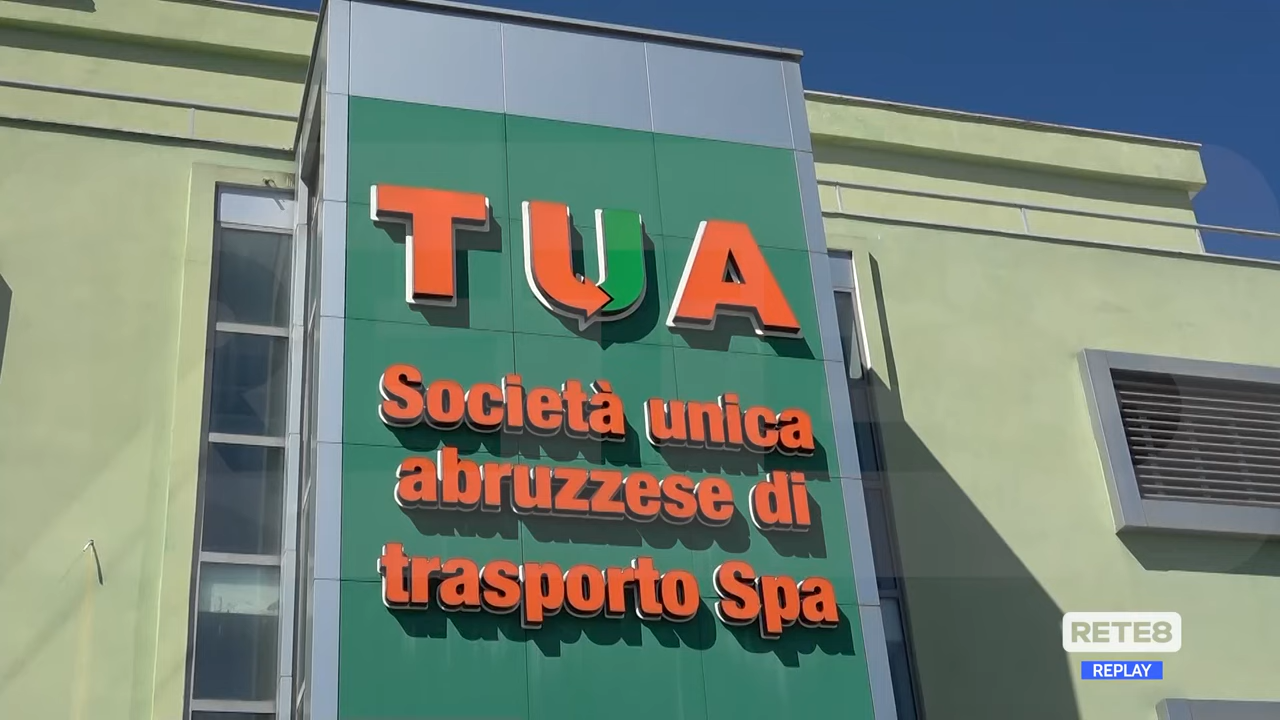 TUA
Società unica
abruzzese di
trasporto Spa
RETE8
REPLAY